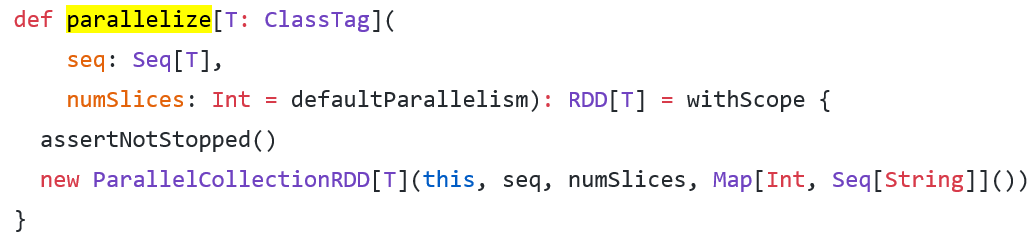 def parallelize[T: ClassTag](
    seq: Seq[T],
    numSlices: Int = defaultParallelism): RDD[T] = withScope {
  assertNotStopped()
  new ParallelCollectionRDD[T](this, seq, numSlices, Map[Int, Seq[String]]())
}